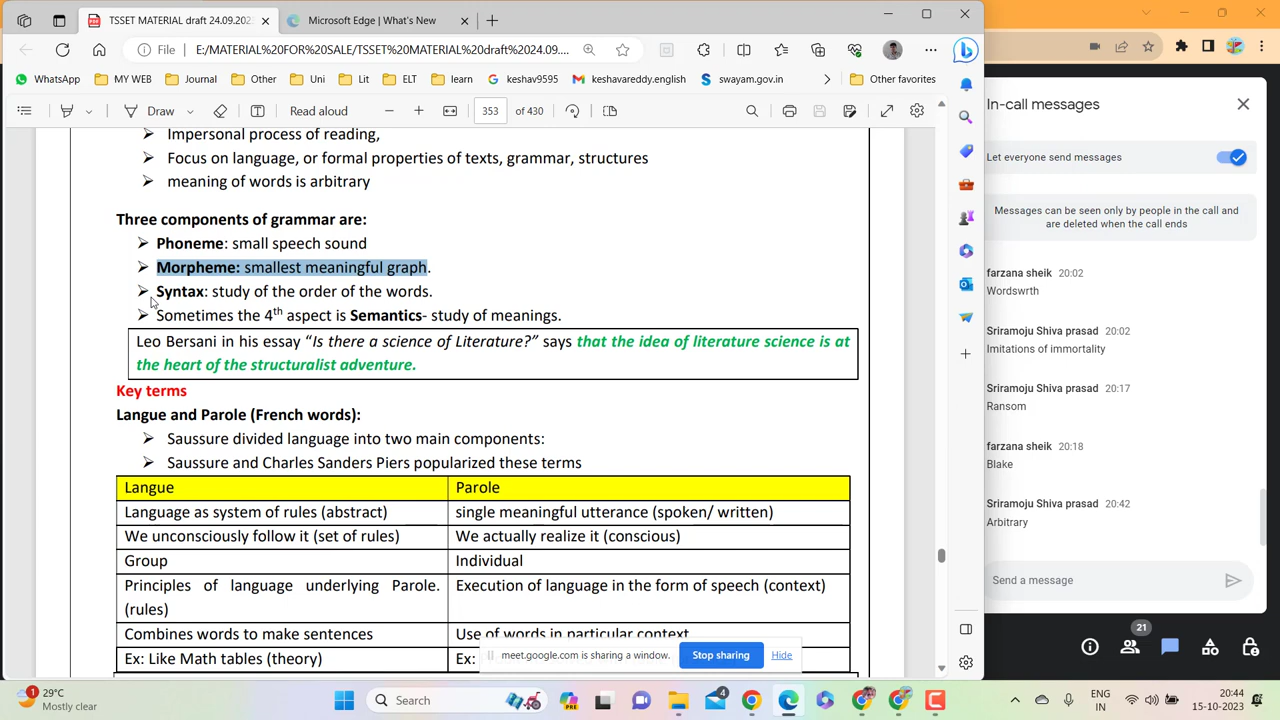 TSSET MATERIAL draft 24.09.202
Microsoft Edge | What's New
File
E:/MATERIAL%20FOR%20SALE/TSSET%20MATERIAL%20draft%2024.09....
WhatsApp
MY WEB
Journal
Other
Uni
Lit
ELT
learn
keshav9595
keshavareddy.english
swayam.gov.in
Other favorites
Draw
Read aloud
353
of 430
Impersonal process of reading,
Focus on language, or formal properties of texts, grammar, structures
meaning of words is arbitrary
Three components of grammar are:
Phoneme: small speech sound
Morpheme: smallest meaningful graph.
Syntax: study of the order of the words.
Sometimes the 4th aspect is Semantics- study of meanings.
Leo Bersani in his essay “Is there a science of Literature?” says that the idea of literature science is at
the heart of the structuralist adventure.
Key terms
Langue and Parole (French words):
Saussure divided language into two main components:
Saussure and Charles Sanders Piers popularized these terms
Langue
Parole
Language as system of rules (abstract)
single meaningful utterance (spoken/ written)
We unconsciously follow it (set of rules)
We actually realize it (conscious)
Group
Individual
Principles of language underlying Parole.
(rules)
Execution of language in the form of speech (context)
Combines words to make sentences
Use of words in particular context
Ex: Like Math tables (theory)
Ex:
meet.google.com is sharing a window.
Stop sharing
Hide
In-call messages
Let everyone send messages
Messages can be seen only by people in the call and
are deleted when the call ends
farzana sheik 20:02
Wordswrth
Sriramoju Shiva prasad 20:02
Imitations of immortality
Sriramoju Shiva prasad 20:17
Ransom
farzana sheik 20:18
Blake
Sriramoju Shiva prasad 20:42
Arbitrary
Send a message
21
1
29°C
Mostly clear
Search
PRE
4
ENG
IN
20:44
15-10-2023